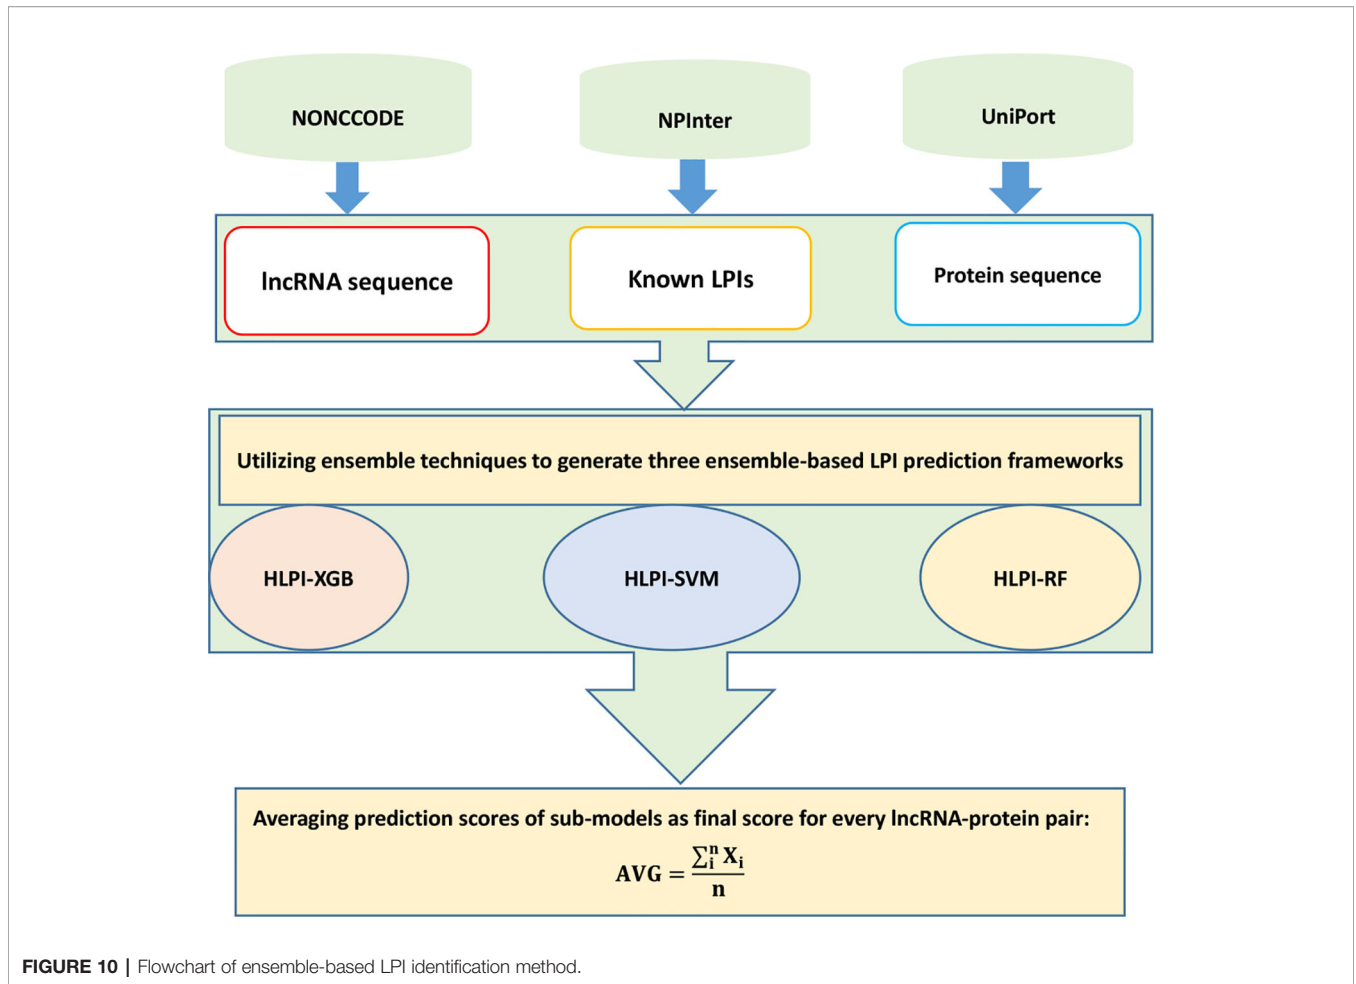 NONCCODE
NPInter
UniPort
lncRNA sequence
Known LPIs
Protein sequence
Utilizing ensemble techniques to generate three ensemble-based LPI prediction frameworks
HLPI-XGB
HLPI-SVM
HLPI-RF
Averaging prediction scores of sub-models as final score for every lncRNA-protein pair:
AVG = ∑ᵢⁿ Xᵢ / n
FIGURE 10 | Flowchart of ensemble-based LPI identification method.